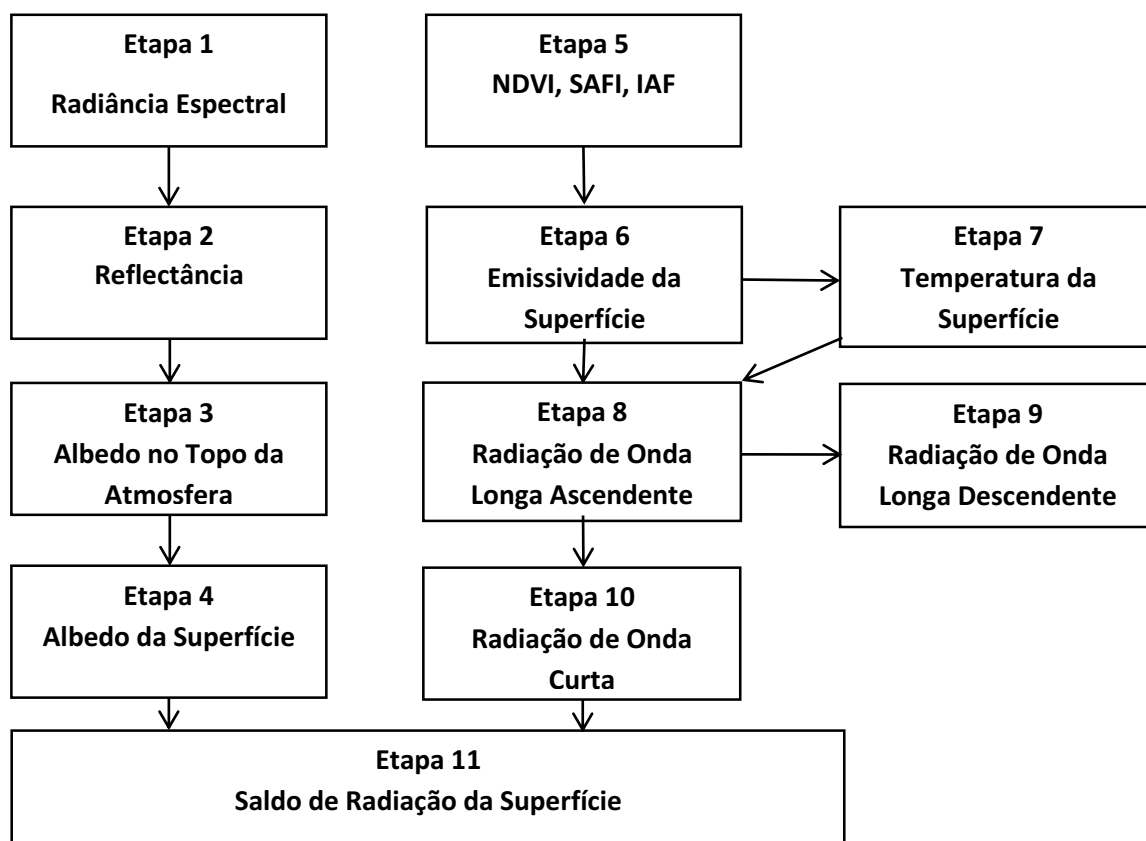 Etapa 1
Radiância Espectral
Etapa 2
Reflectância
Etapa 3
Albedo no Topo da
Atmosfera
Etapa 4
Albedo da Superfície
Etapa 5
NDVI, SAFI, IAF
Etapa 6
Emissividade da
Superfície
Etapa 7
Temperatura da
Superfície
Etapa 8
Radiação de Onda
Longa Ascendente
Etapa 9
Radiação de Onda
Longa Descendente
Etapa 10
Radiação de Onda
Curta
Etapa 11
Saldo de Radiação da Superfície